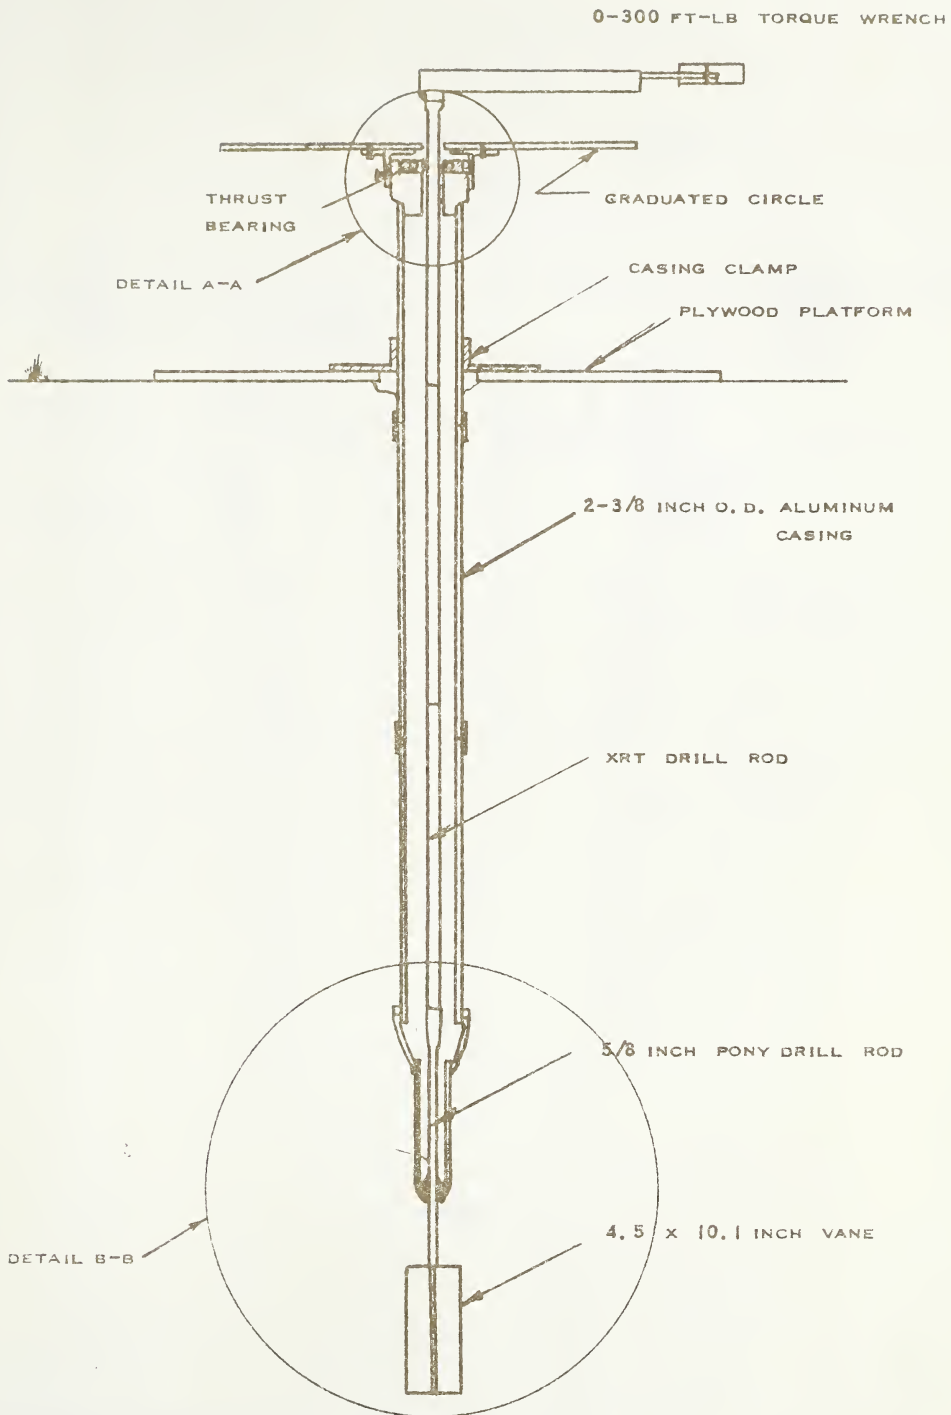 0-300 FT-LB TORQUE WRENCH
THRUST
BEARING
GRADUATED CIRCLE
DETAIL A-A
CASING CLAMP
PLYWOOD PLATFORM
2-3/8 INCH O.D. ALUMINUM
CASING
XRT DRILL ROD
5/8 INCH PONY DRILL ROD
4.5 X 10.1 INCH VANE
DETAIL B-B